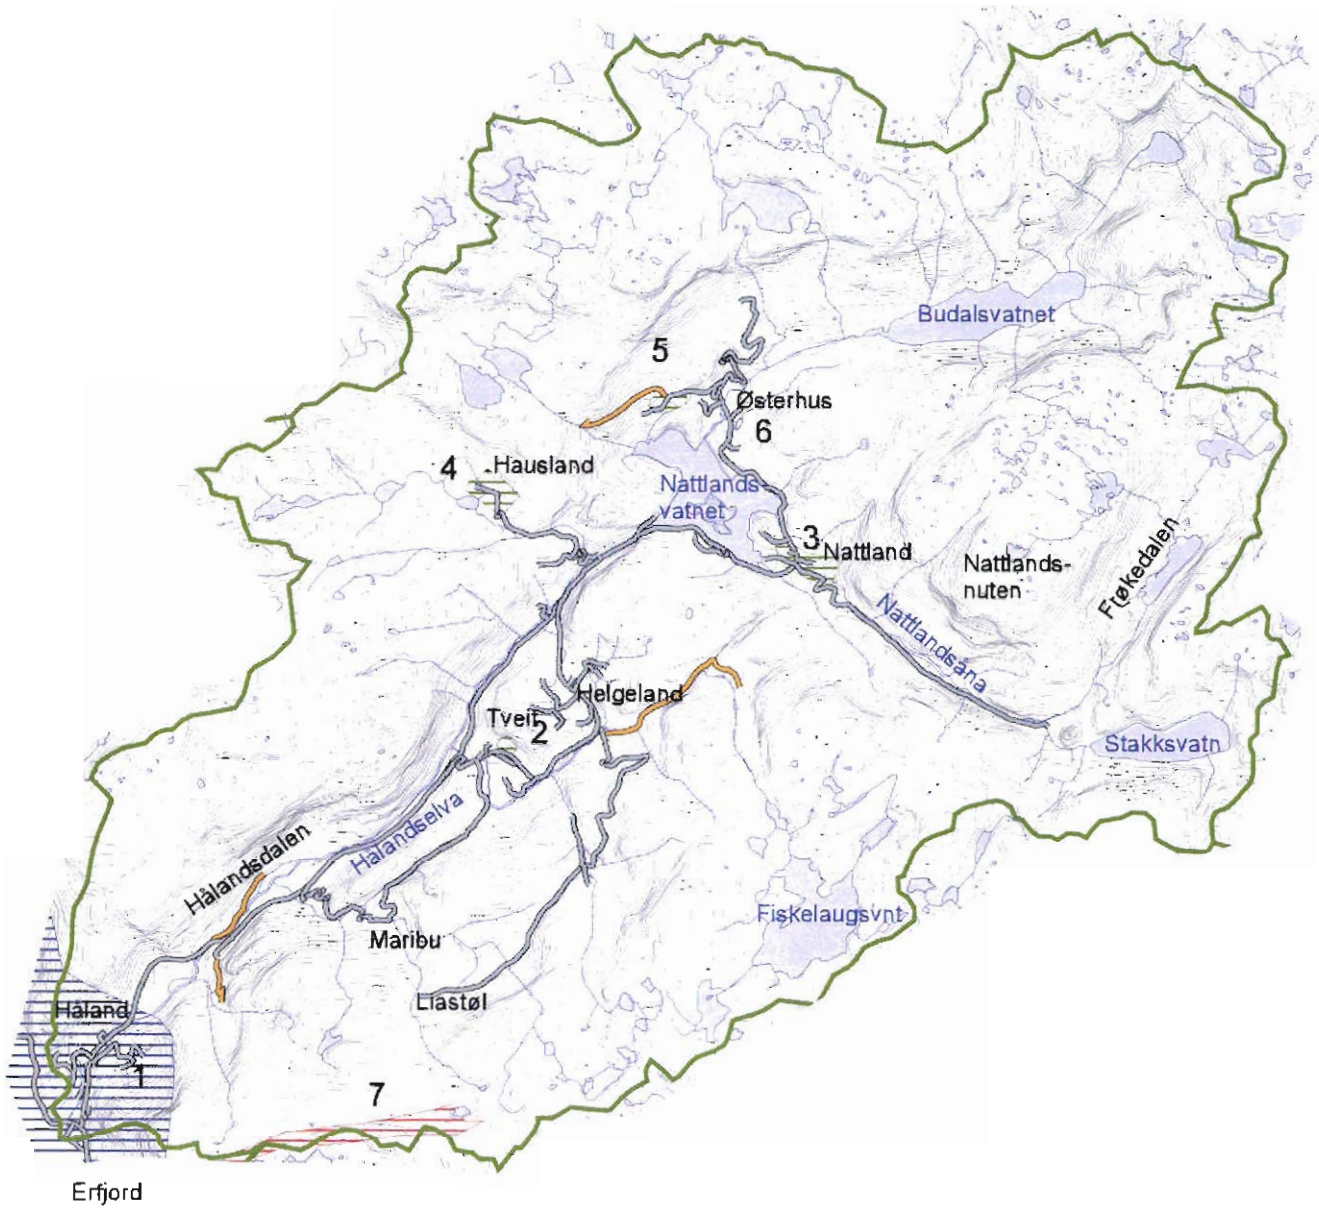 Budalsvatnet
5
Østerhus
6
4
Hausland
Nattlands-
vatnet
3
Nattland
Nattlands-
nuten
Frøkedalen
Nattlandsåna
Helgeland
Tveit
2
Stakksvatn
Hålandselva
Hålandsdalen
Fiskelaugsvnt
Maribu
Liastøl
Håland
1
7
Erfjord